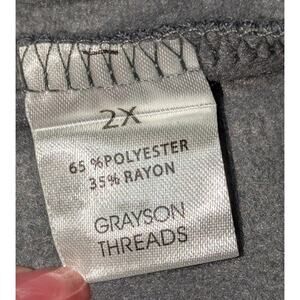 2X
65 %POLYESTER
35% RAYON
GRAYSON
THREADS